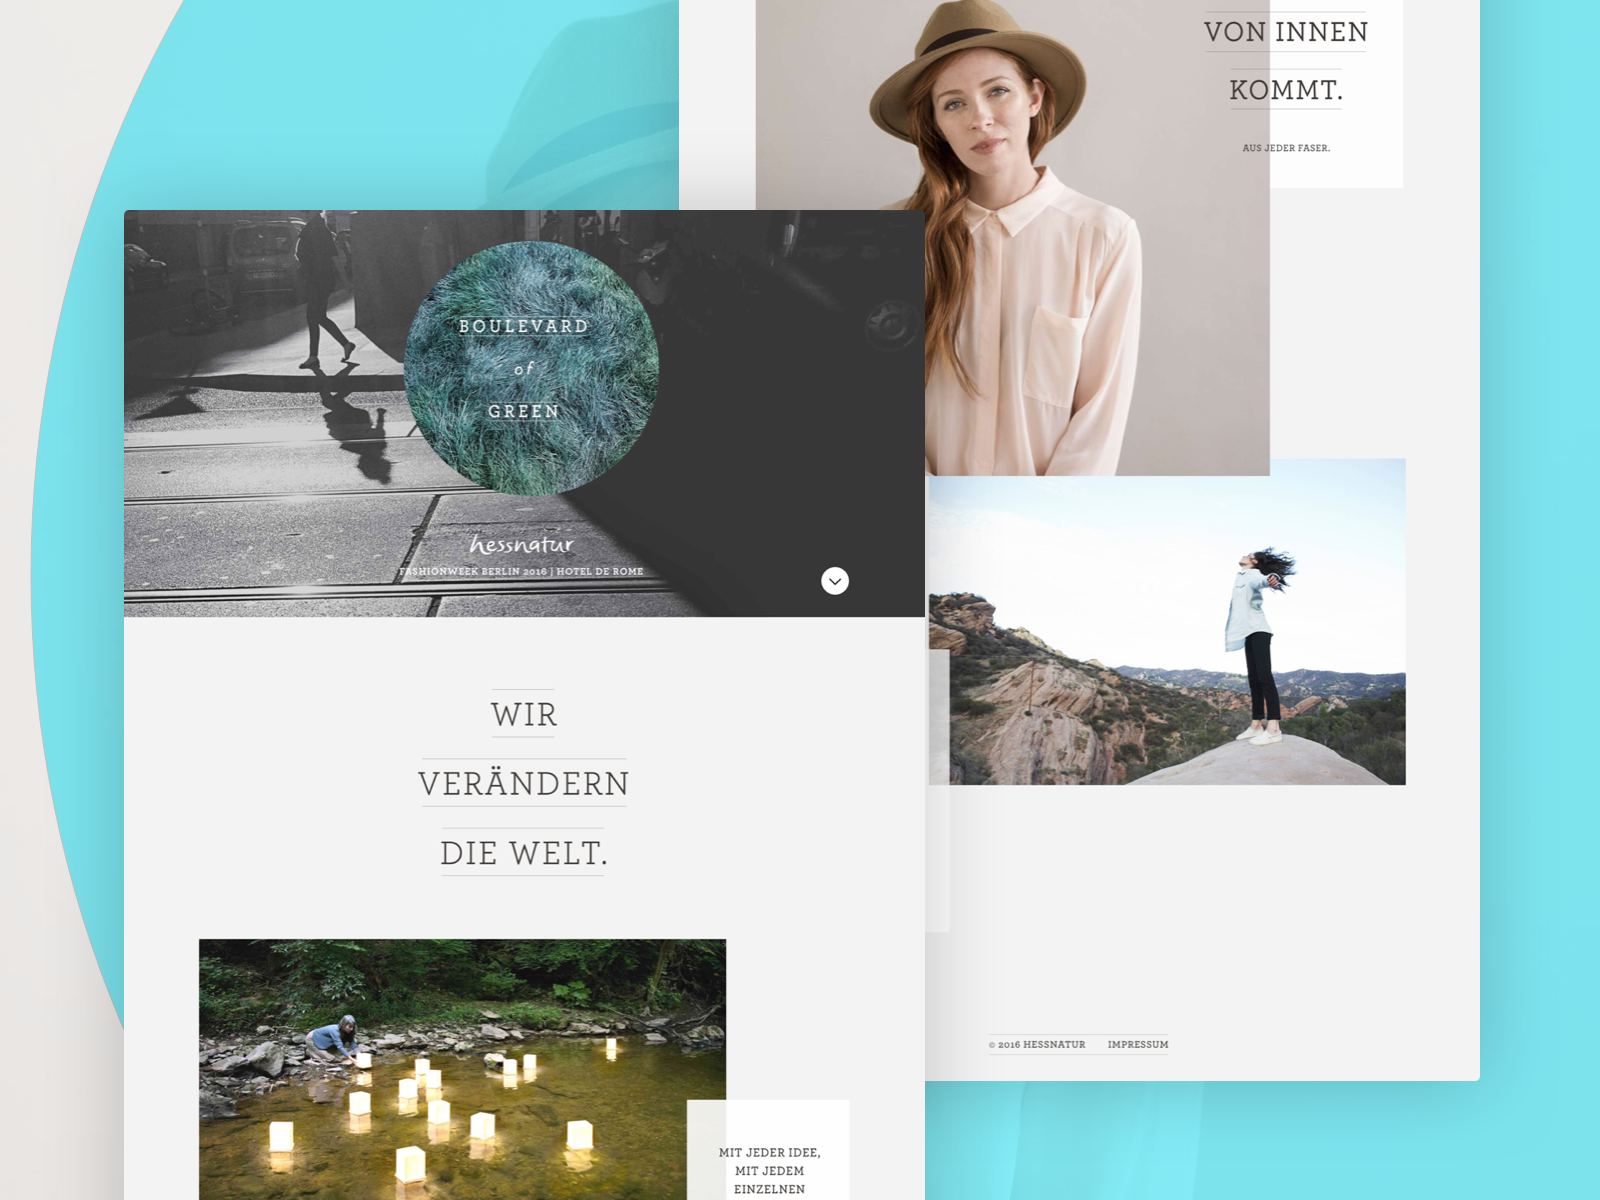 VON INNEN
KOMMT.
AUS JEDER FASER.
BOULEVARD
of
GREEN
hessnatur
FASHIONWEEK BERLIN 2016 | HOTEL DE ROME
WIR
VERÄNDERN
DIE WELT.
MIT JEDER IDEE,
MIT JEDEM
EINZELNEN
© 2016 HESSNATUR IMPRESSUM